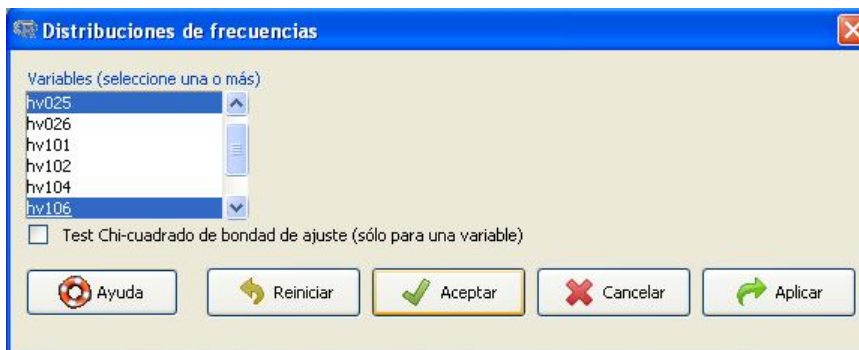 Distribuciones de frecuencias
Variables (seleccione una o más)
hv025
hv026
hv101
hv102
hv104
hv106
Test Chi-cuadrado de bondad de ajuste (sólo para una variable)
Ayuda
Reiniciar
Aceptar
Cancelar
Aplicar